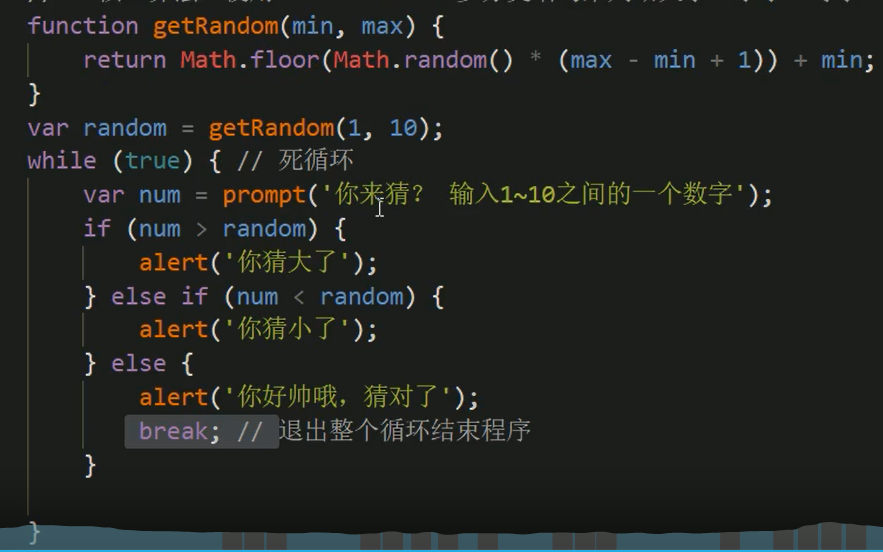 function getRandom(min, max) {
return Math.floor(Math.random() * (max - min + 1)) + min;
}
var random = getRandom(1, 10);
while (true) { // 死循环
var num = prompt('你来猜? 输入1~10之间的一个数字');
if (num > random) {
alert('你猜大了');
} else if (num < random) {
alert('你猜小了');
} else {
alert('你好帅哦，猜对了');
break; // 退出整个循环结束程序
}
}